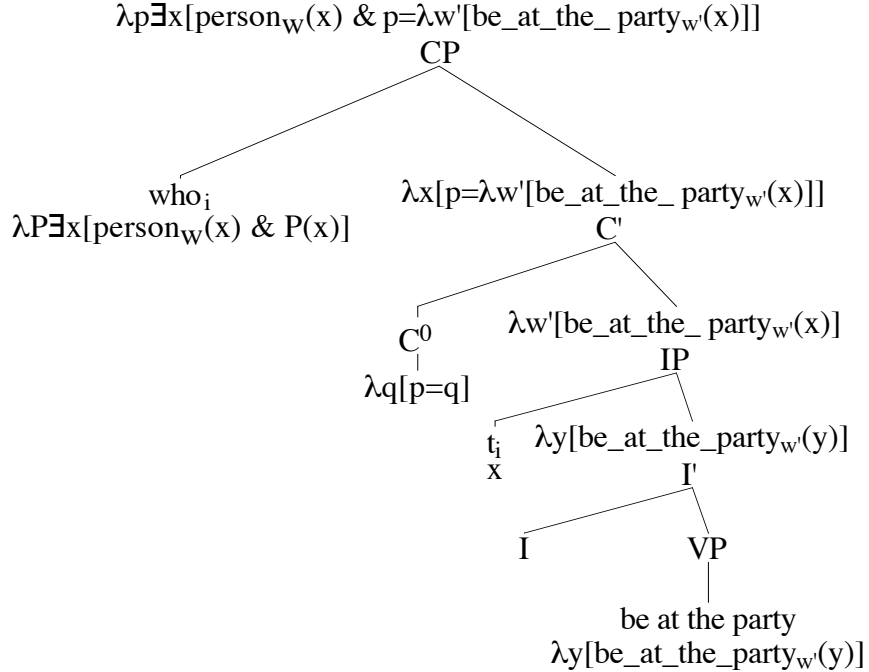 λp∃x[person_w(x) & p=λw'[be_at_the_ party_w'(x)]]
CP
who_i
λx[p=λw'[be_at_the_ party_w'(x)]]
λP∃x[person_w(x) & P(x)]
C'
C⁰
λw'[be_at_the_ party_w'(x)]
IP
λq[p=q]
t_i
λy[be_at_the_party_w'(y)]
x
I'
I
VP
be at the party
λy[be_at_the_party_w'(y)]